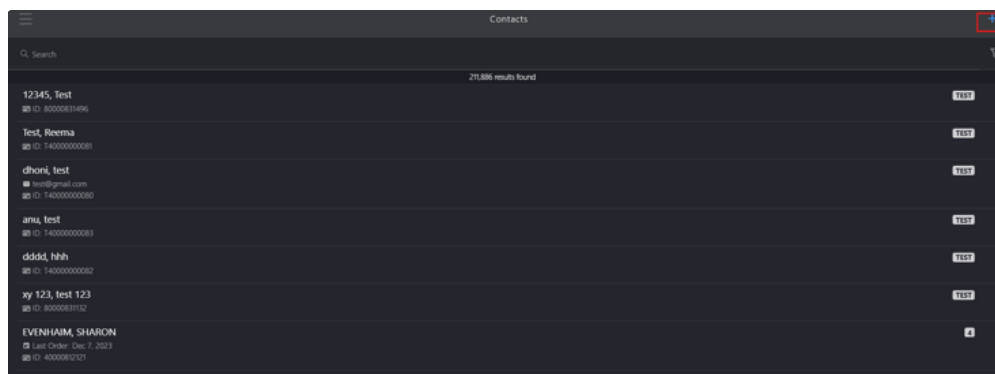 Contacts
Search
211,886 results found
12345, Test
TEST
ID: 80000831496
Test, Reema
TEST
ID: T40000000081
dhoni, test
TEST
test@gmail.com
ID: T40000000080
anu, test
TEST
ID: T40000000083
dddd, hhh
TEST
ID: T40000000082
xy 123, test 123
TEST
ID: 80000831132
EVENHAIM, SHARON
4
Last Order: Dec 7, 2023
ID: 40000812121